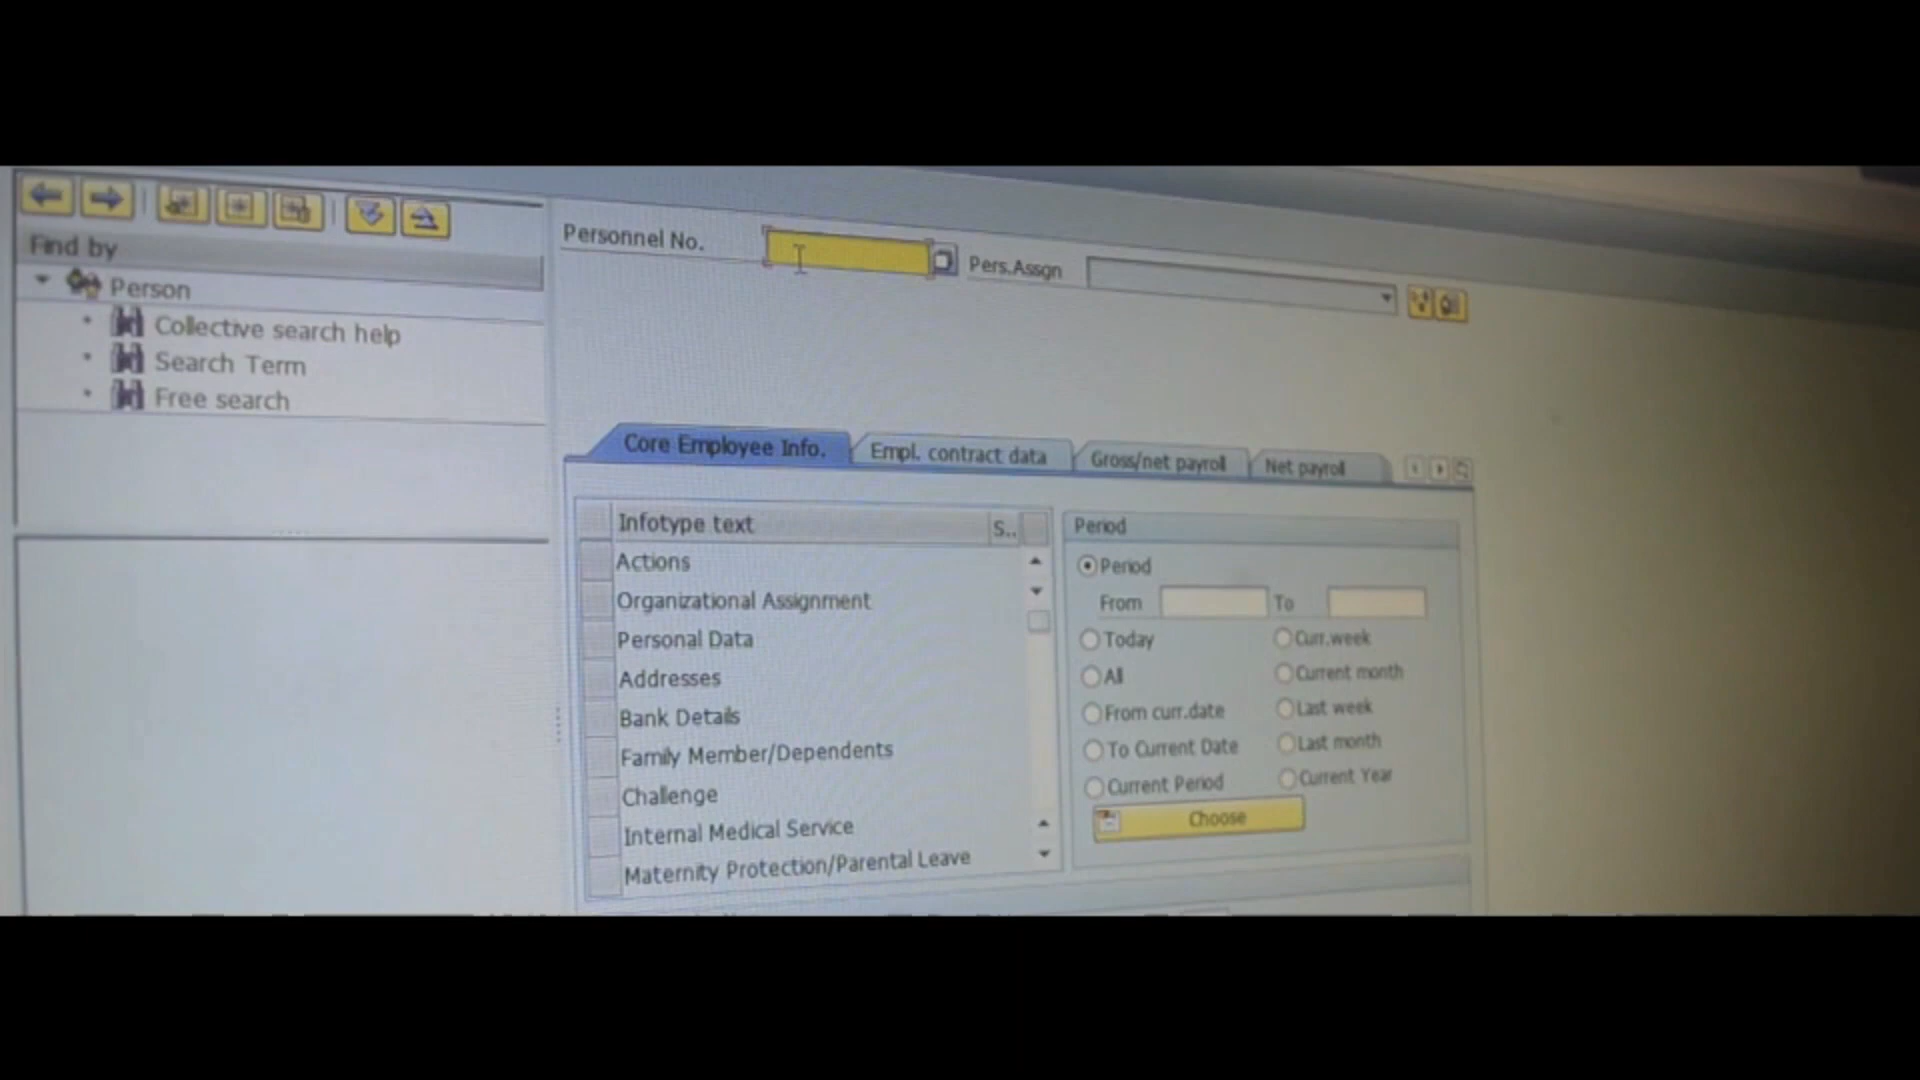 Find by
Person
Collective search help
Search Term
Free search
Personnel No.
Pers.Assgn
Core Employee Info.
Empl. contract data
Gross/net payroll
Net payroll
Infotype text
S..
Actions
Organizational Assignment
Personal Data
Addresses
Bank Details
Family Member/Dependents
Challenge
Internal Medical Service
Maternity Protection/Parental Leave
Period
Period
From
To
Today
Curr.week
All
Current month
From curr.date
Last week
To Current Date
Last month
Current Period
Current Year
Choose